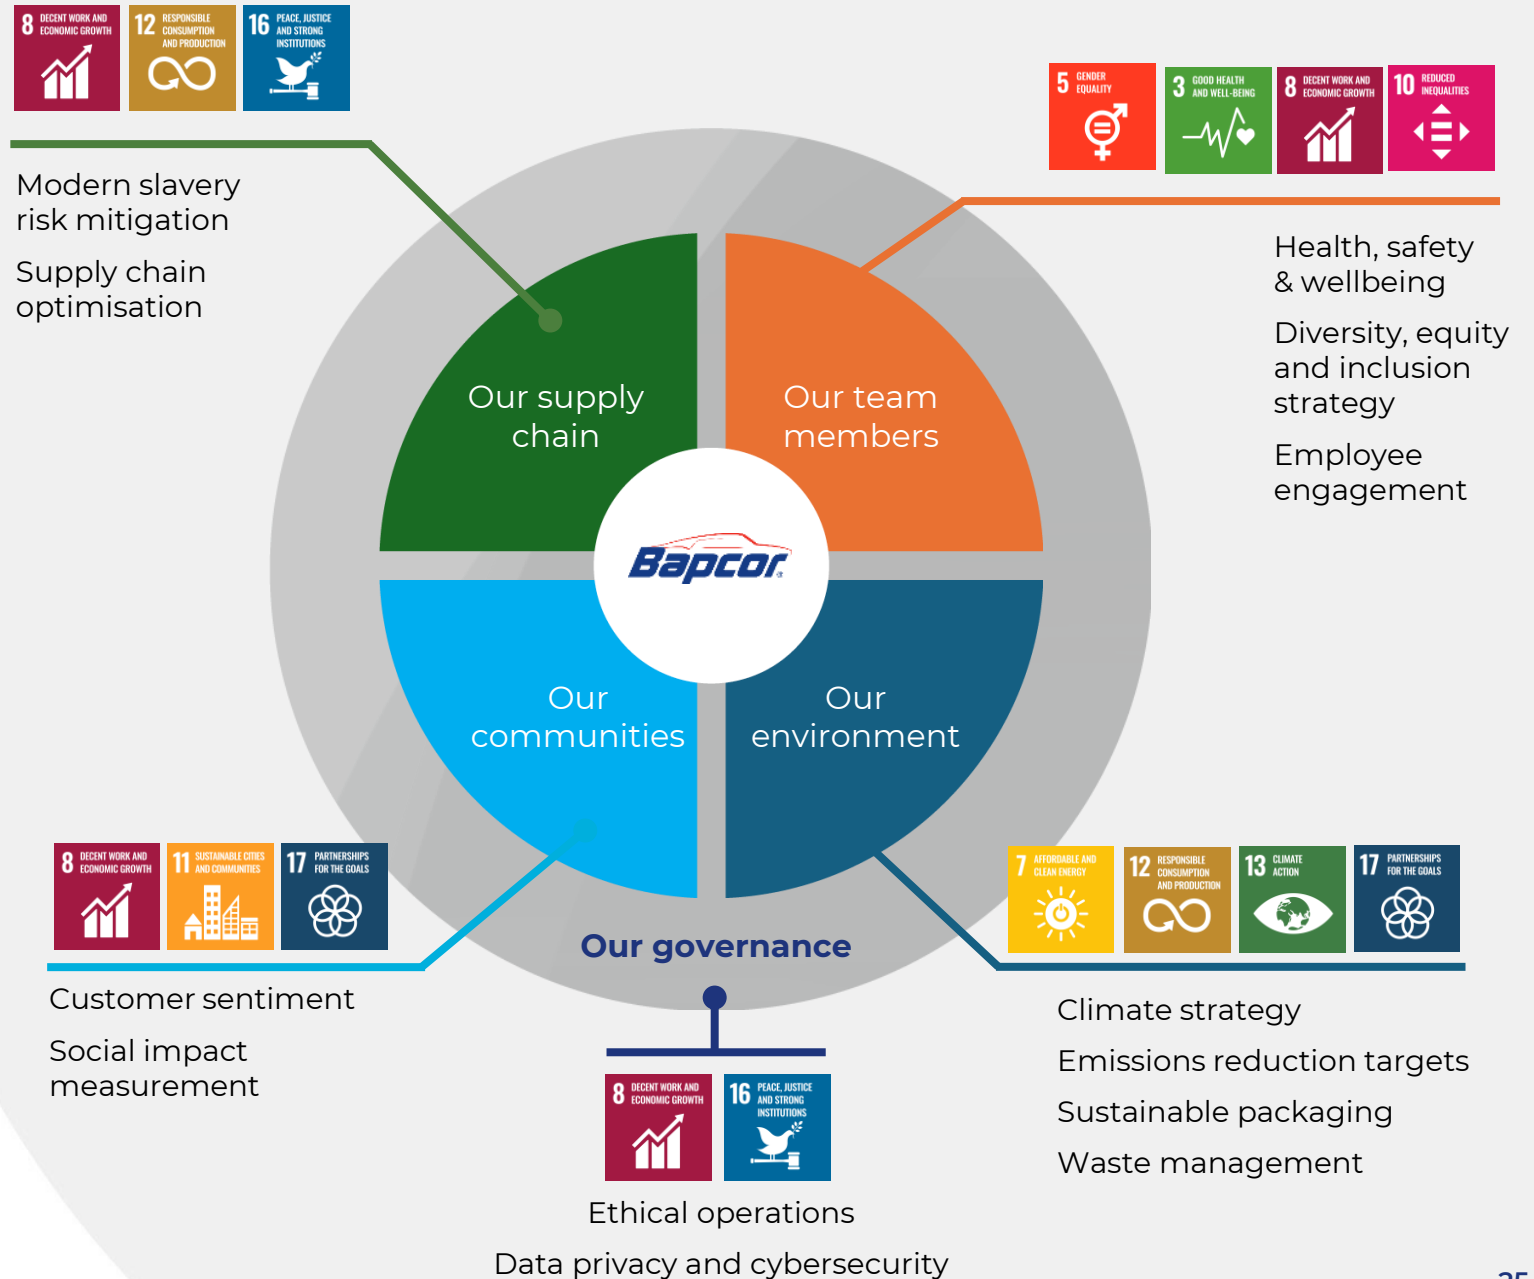 8 DECENT WORK AND
ECONOMIC GROWTH
12 RESPONSIBLE
CONSUMPTION
AND PRODUCTION
16 PEACE, JUSTICE
AND STRONG
INSTITUTIONS
Modern slavery
risk mitigation
Supply chain
optimisation
5 GENDER
EQUALITY
3 GOOD HEALTH
AND WELL-BEING
8 DECENT WORK AND
ECONOMIC GROWTH
10 REDUCED
INEQUALITIES
Health, safety
& wellbeing
Diversity, equity
and inclusion
strategy
Employee
engagement
Our supply
chain
Our team
members
Bapcor
Our
communities
Our
environment
Our governance
8 DECENT WORK AND
ECONOMIC GROWTH
11 SUSTAINABLE CITIES
AND COMMUNITIES
17 PARTNERSHIPS
FOR THE GOALS
Customer sentiment
Social impact
measurement
7 AFFORDABLE AND
CLEAN ENERGY
12 RESPONSIBLE
CONSUMPTION
AND PRODUCTION
13 CLIMATE
ACTION
17 PARTNERSHIPS
FOR THE GOALS
Climate strategy
Emissions reduction targets
Sustainable packaging
Waste management
8 DECENT WORK AND
ECONOMIC GROWTH
16 PEACE, JUSTICE
AND STRONG
INSTITUTIONS
Ethical operations
Data privacy and cybersecurity